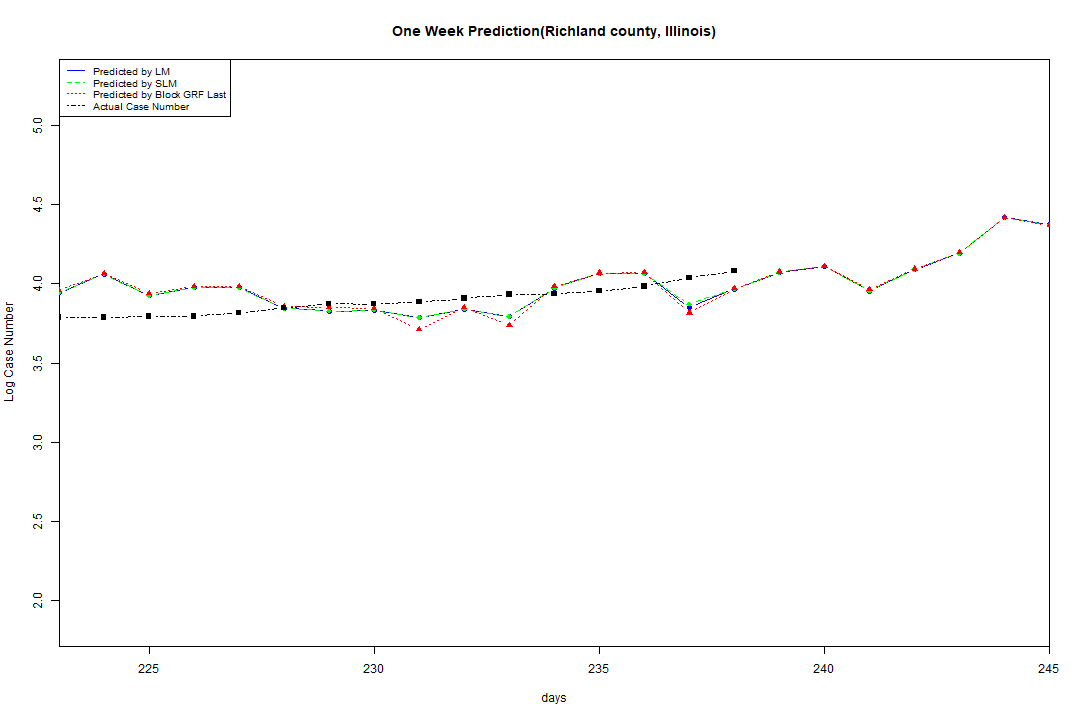 One Week Prediction(Richland county, Illinois)
Predicted by LM
Predicted by SLM
Predicted by Block GRF Last
Actual Case Number
5.0
4.5
4.0
3.5
3.0
2.5
2.0
Log Case Number
225 230 235 240 245
days